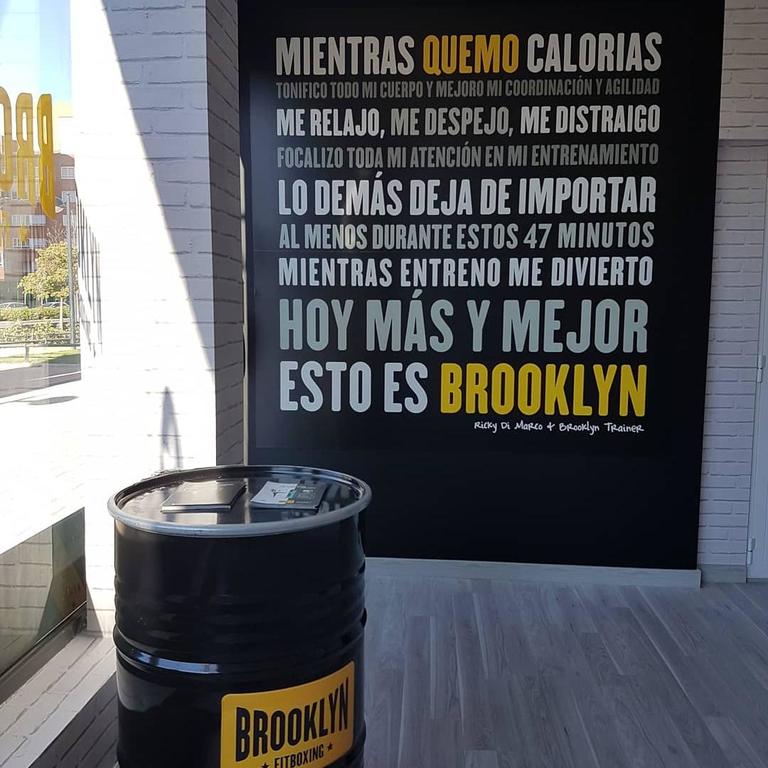 MIENTRAS QUEMO CALORIAS
TONIFICO TODO MI CUERPO Y MEJORO MI COORDINACIÓN Y AGILIDAD
ME RELAJO, ME DESPEJO, ME DISTRAIGO
FOCALIZO TODA MI ATENCIÓN EN MI ENTRENAMIENTO
LO DEMÁS DEJA DE IMPORTAR
AL MENOS DURANTE ESTOS 47 MINUTOS
MIENTRAS ENTRENO ME DIVIERTO
HOY MÁS Y MEJOR
ESTO ES BROOKLYN
Ricky Di Marco + Brooklyn Trainer
BROOKLYN
★ FITBOXING ★